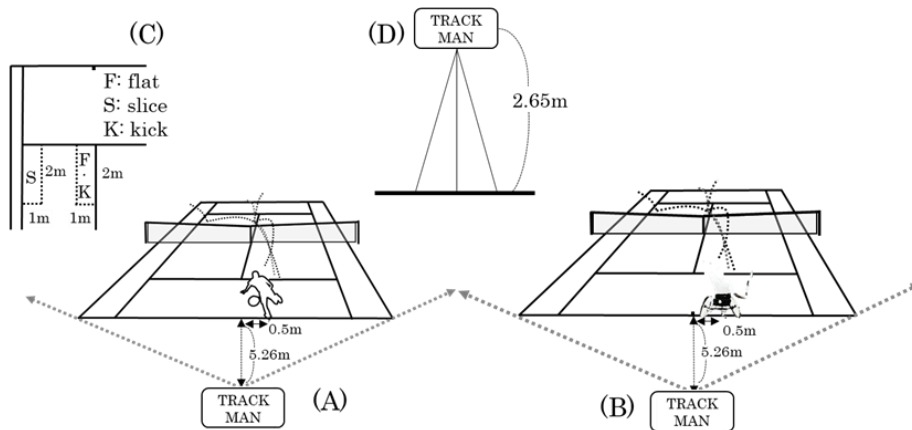 (C)
F: flat
S: slice
K: kick
S
2m
F
·
K
2m
1m
1m
(D)
TRACK
MAN
2.65m
0.5m
5.26m
TRACK
MAN
(A)
0.5m
5.26m
TRACK
MAN
(B)